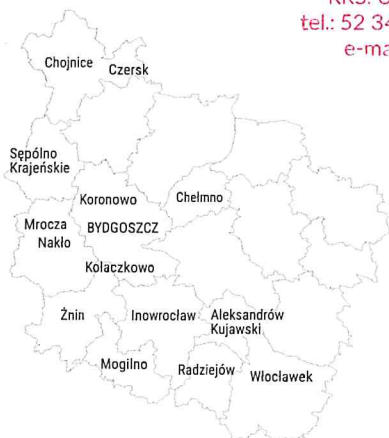 tel.: 52 34
e-ma
Chojnice
Czersk
Sępólno
Krajeńskie
Koronowo
Chełmno
Mrocza
BYDGOSZCZ
Nakło
Kołaczkowo
Żnin
Inowrocław
Aleksandrów
Kujawski
Mogilno
Radziejów
Włocławek